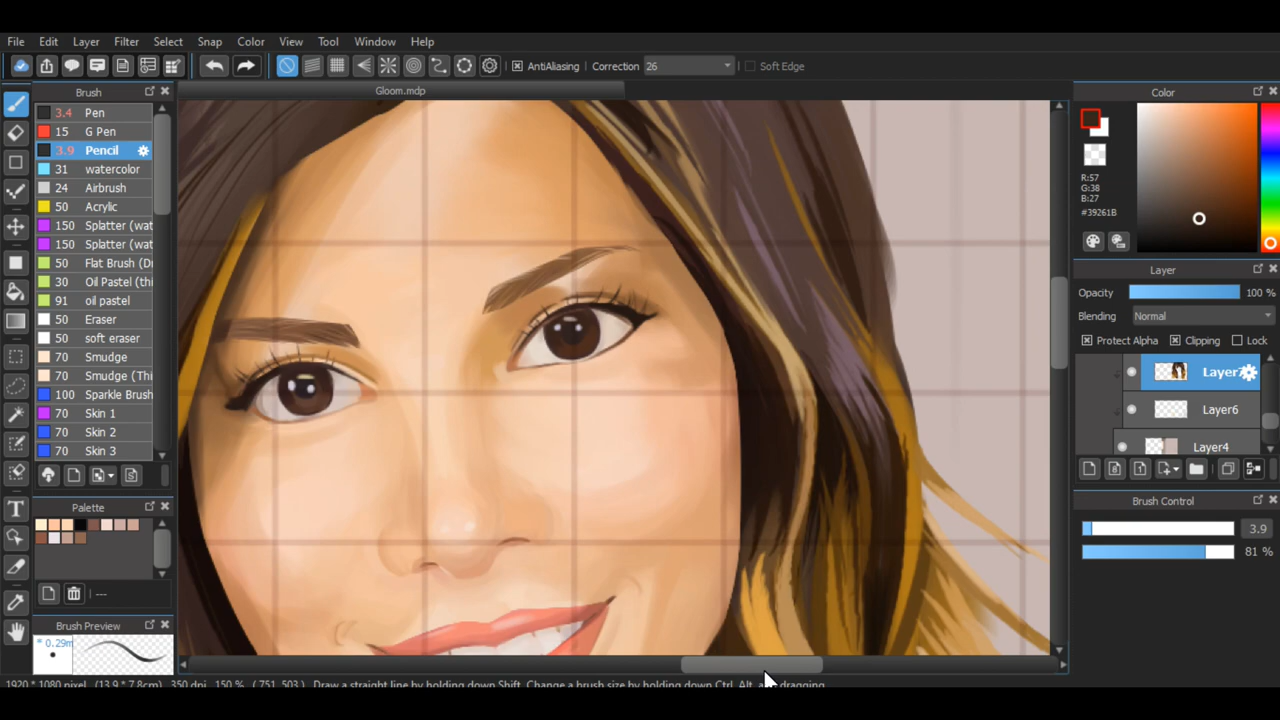 File Edit Layer Filter Select Snap Color View Tool Window Help
AntiAliasing Correction 26 Soft Edge
Brush
Gloom.mdp
Color
3.4 Pen
15 G Pen
3.9 Pencil
31 watercolor
24 Airbrush
50 Acrylic
150 Splatter (wat
150 Splatter (wat
50 Flat Brush (D
30 Oil Pastel (thi
91 oil pastel
50 Eraser
50 soft eraser
70 Smudge
70 Smudge (Thi
100 Sparkle Brush
70 Skin 1
70 Skin 2
70 Skin 3
R:57
G:38
B:27
#39261B
Layer
Opacity 100 %
Blending Normal
Protect Alpha Clipping Lock
Layer7
Layer6
Layer4
Palette
---
Brush Control
3.9
81 %
Brush Preview
* 0.29m
1920 * 1080 pixel (13.9 * 7.8cm) 350 dpi 150 % ( 751, 503 ) Draw a straight line by holding down Shift, Change a brush size by holding down Ctrl, Alt, dragging